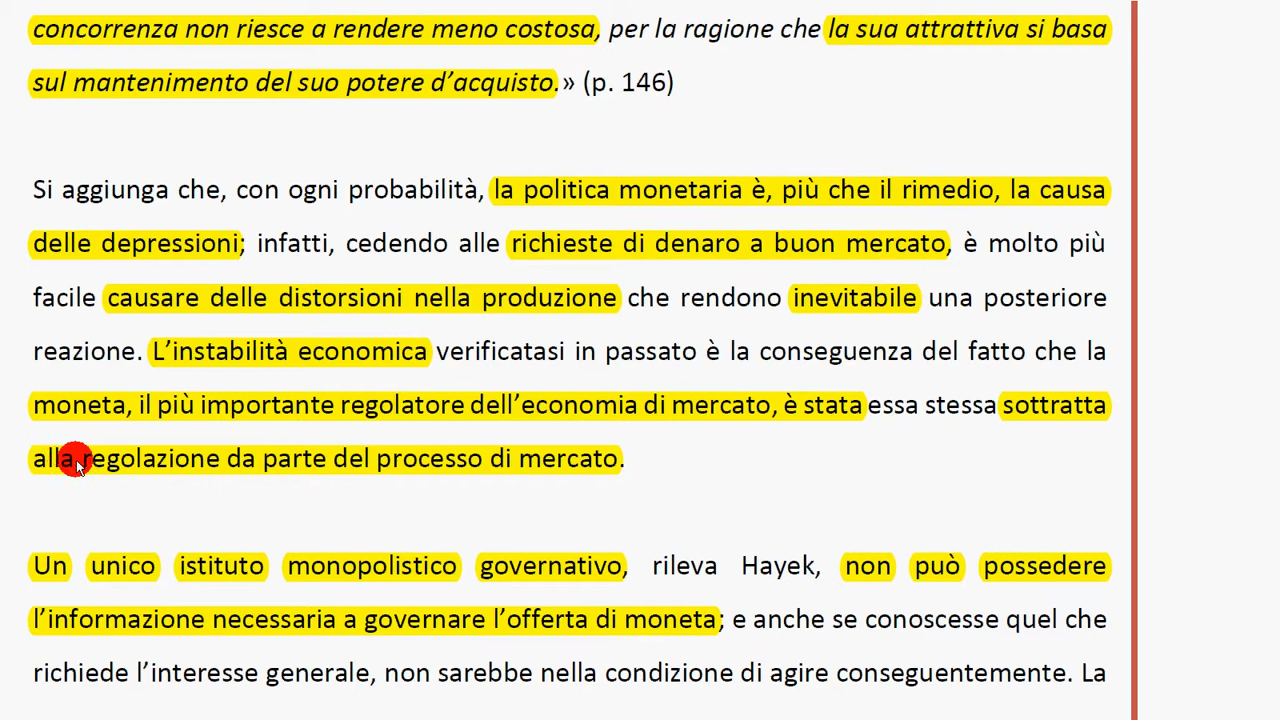 concorrenza non riesce a rendere meno costosa, per la ragione che la sua attrattiva si basa
sul mantenimento del suo potere d’acquisto.» (p. 146)
Si aggiunga che, con ogni probabilità, la politica monetaria è, più che il rimedio, la causa
delle depressioni; infatti, cedendo alle richieste di denaro a buon mercato, è molto più
facile causare delle distorsioni nella produzione che rendono inevitabile una posteriore
reazione. L’instabilità economica verificatasi in passato è la conseguenza del fatto che la
moneta, il più importante regolatore dell’economia di mercato, è stata essa stessa sottratta
alla regolazione da parte del processo di mercato.
Un unico istituto monopolistico governativo, rileva Hayek, non può possedere
l’informazione necessaria a governare l’offerta di moneta; e anche se conoscesse quel che
richiede l’interesse generale, non sarebbe nella condizione di agire conseguentemente. La